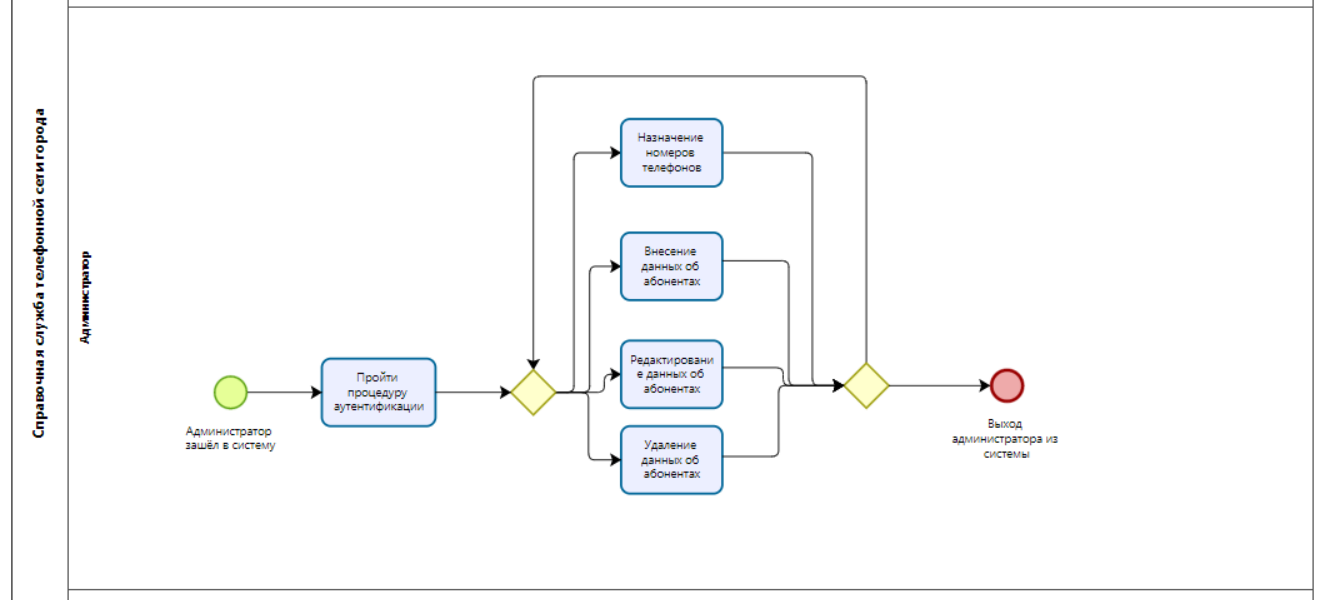 Справочная служба телефонной сети города
Администратор
Администратор
зашёл в систему
Пройти
процедуру
аутентификации
Назначение
номеров
телефонов
Внесение
данных об
абонентах
Редактировани
е данных об
абонентах
Удаление
данных об
абонентах
Выход
администратора из
системы